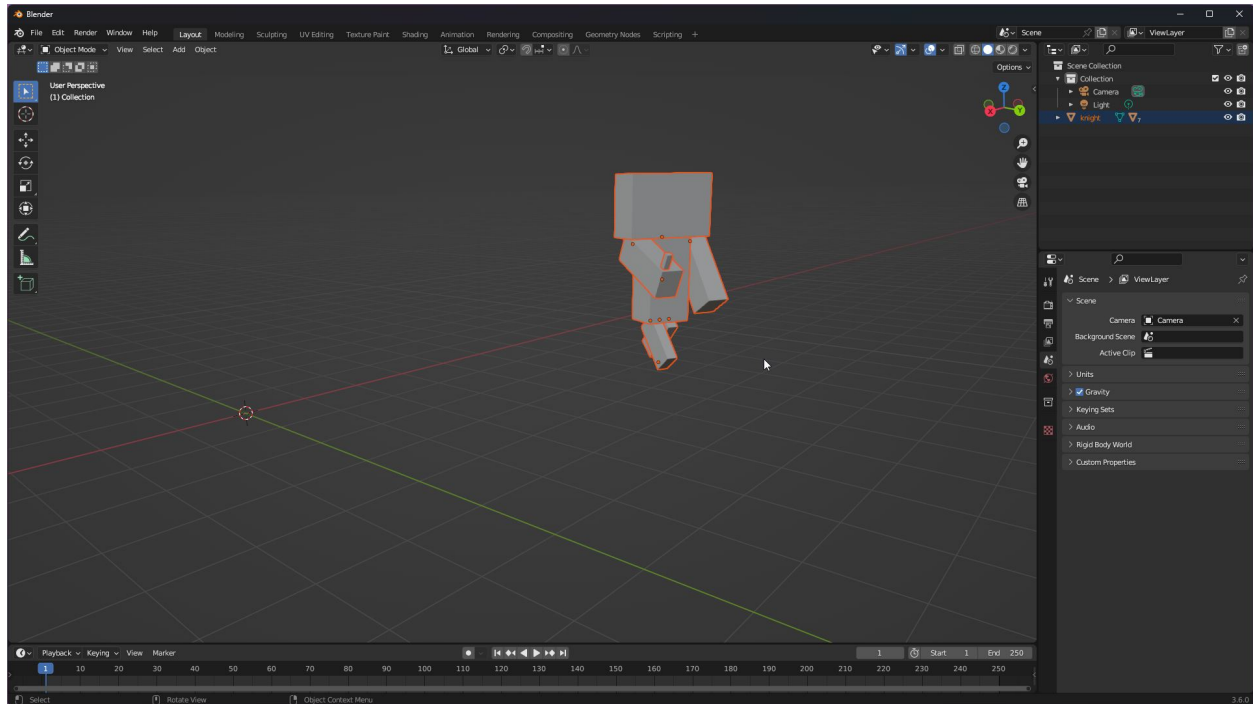 Blender
File Edit Render Window Help Layout Modeling Sculpting UV Editing Texture Paint Shading Animation Rendering Compositing Geometry Nodes Scripting + Scene ViewLayer
Object Mode View Select Add Object Global
Options
User Perspective
(1) Collection
Z
X
Y
Scene Collection
Collection
Camera
Light
knight 7
Scene > ViewLayer
Scene
Camera Camera
Background Scene
Active Clip
Units
Gravity
Keying Sets
Audio
Rigid Body World
Custom Properties
Playback Keying View Marker 1 Start 1 End 250
1 10 20 30 40 50 60 70 80 90 100 110 120 130 140 150 160 170 180 190 200 210 220 230 240 250
Select Rotate View Object Context Menu 3.6.0